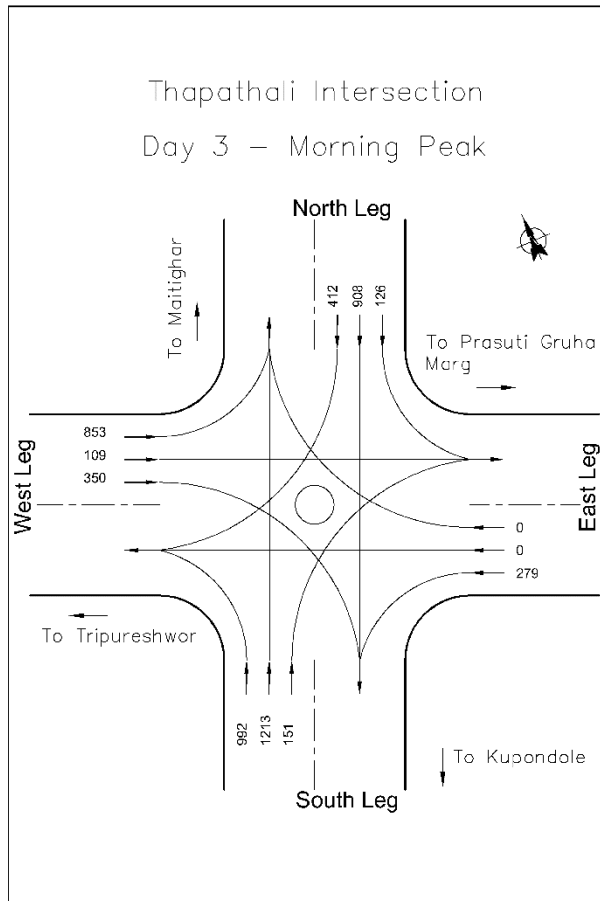 Thapathali Intersection
Day 3 - Morning Peak
North Leg
To Maitighar
412
908
126
To Prasuti Gruha
Marg
853
109
350
West Leg
East Leg
0
0
279
To Tripureshwor
992
1213
151
To Kupondole
South Leg